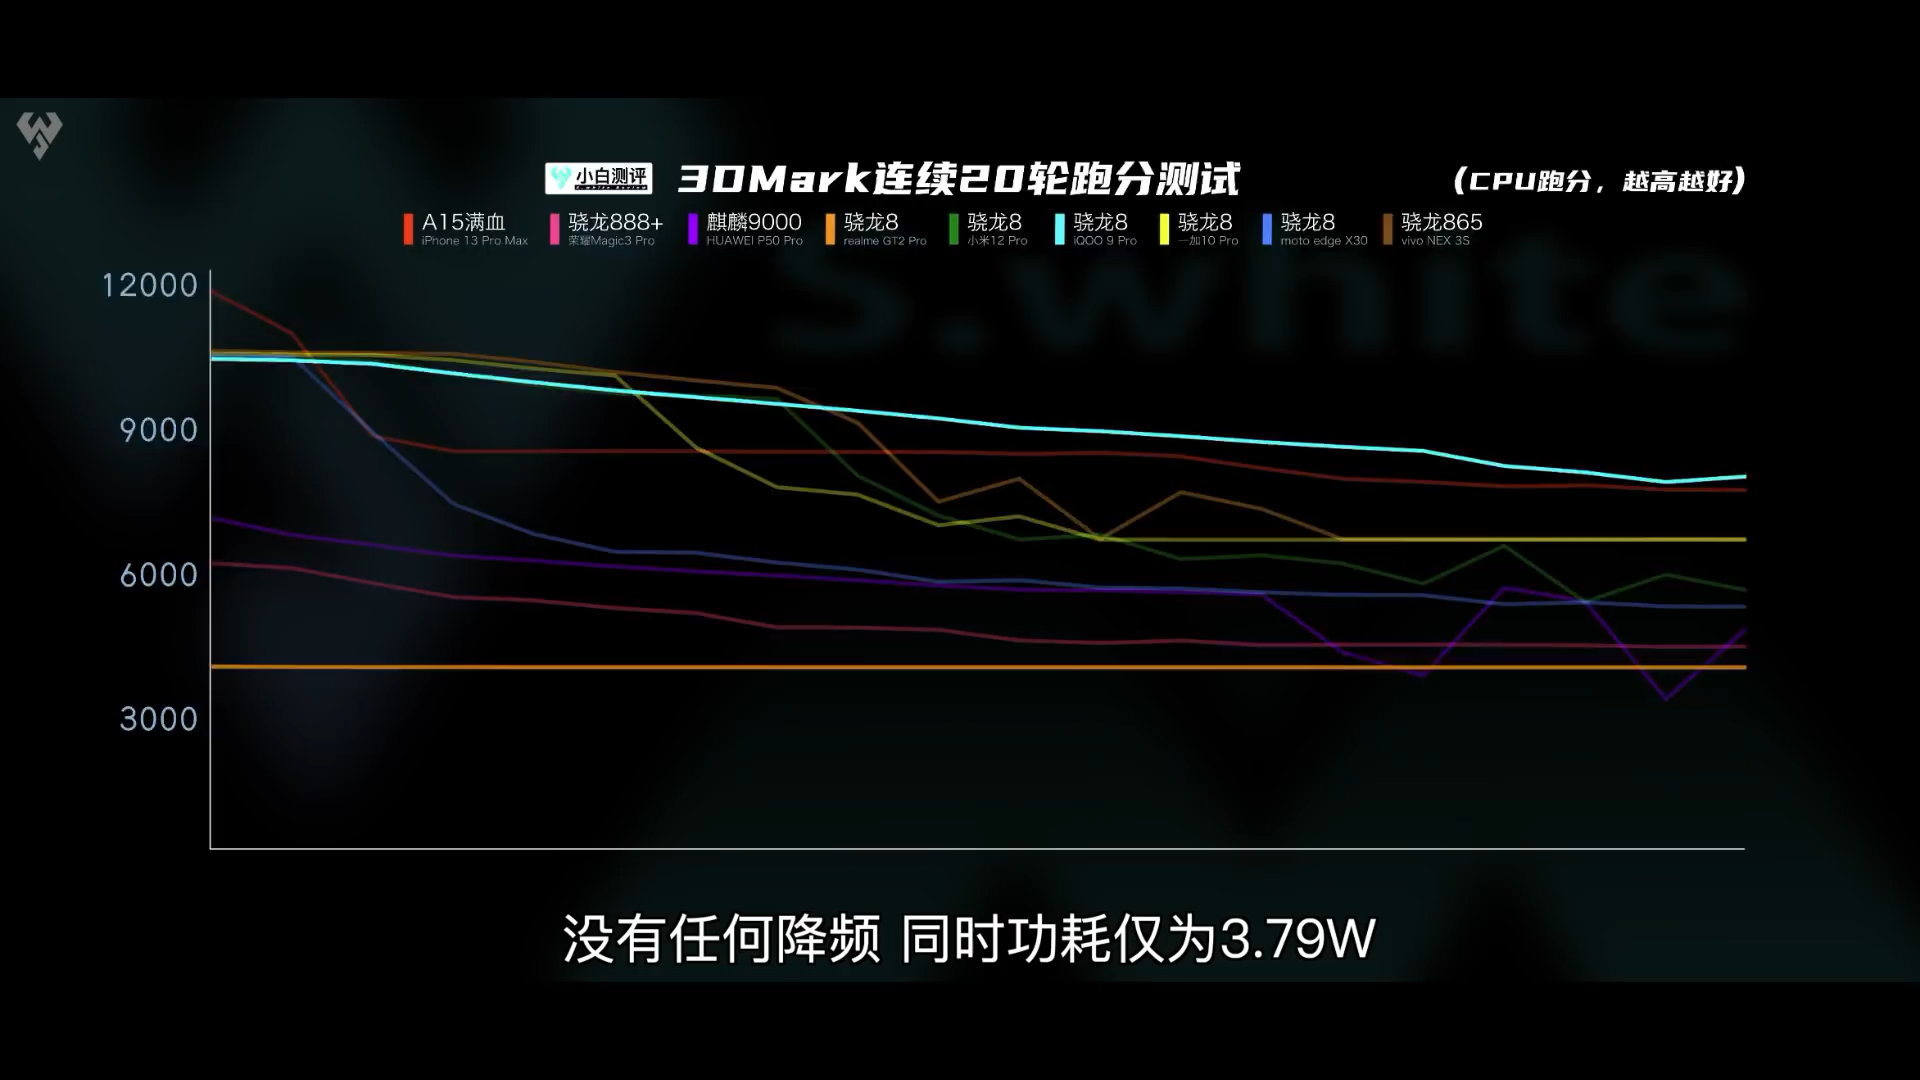 小白测评
S.white Review
3DMark连续20轮跑分测试
(CPU跑分，越高越好)
A15满血
iPhone 13 Pro Max
骁龙888+
荣耀Magic3 Pro
麒麟9000
HUAWEI P50 Pro
骁龙8
realme GT2 Pro
骁龙8
小米12 Pro
骁龙8
iQOO 9 Pro
骁龙8
一加10 Pro
骁龙8
moto edge X30
骁龙865
vivo NEX 3S
S.white
12000
9000
6000
3000
没有任何降频 同时功耗仅为3.79W